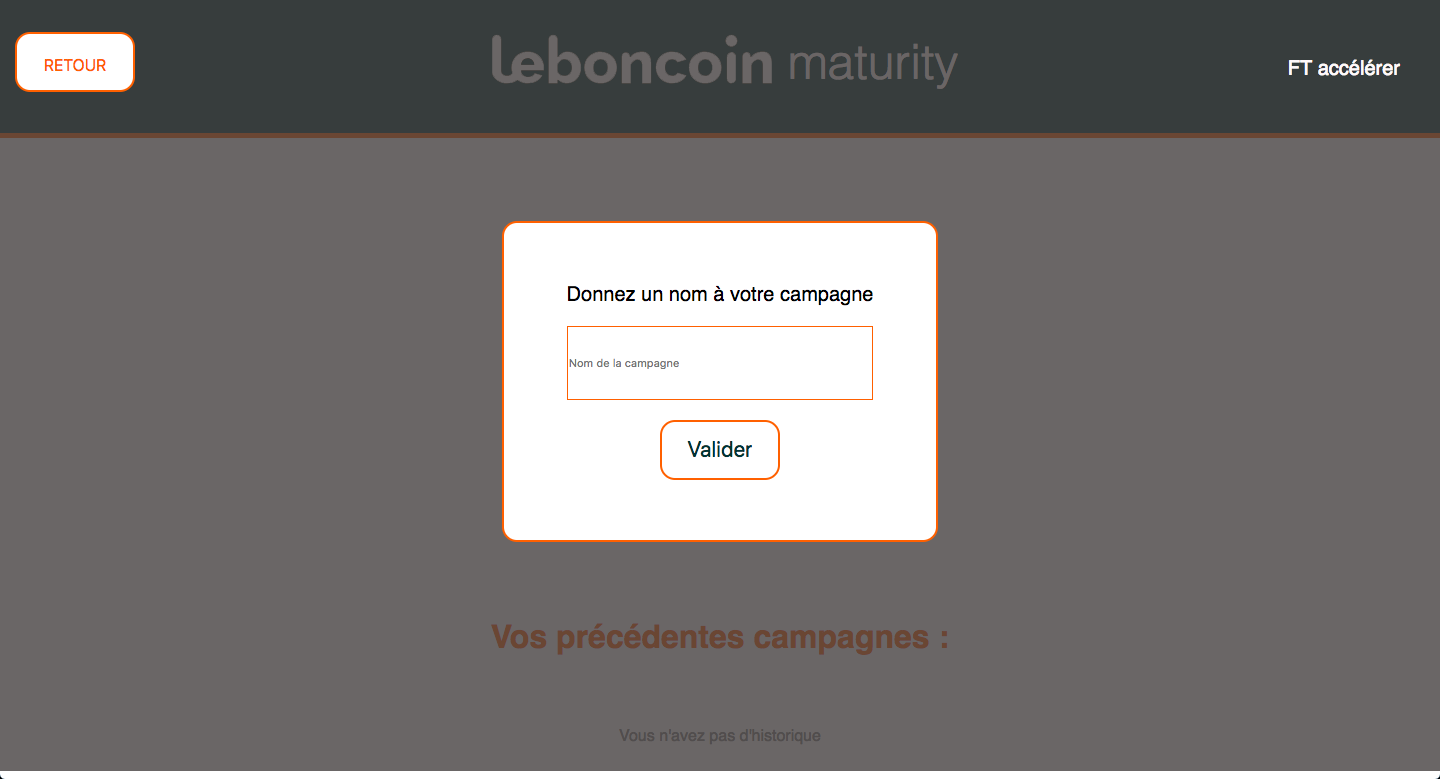 RETOUR
leboncoin maturity
FT accélérer
Donnez un nom à votre campagne
Nom de la campagne
Valider
Vos précédentes campagnes :
Vous n'avez pas d'historique